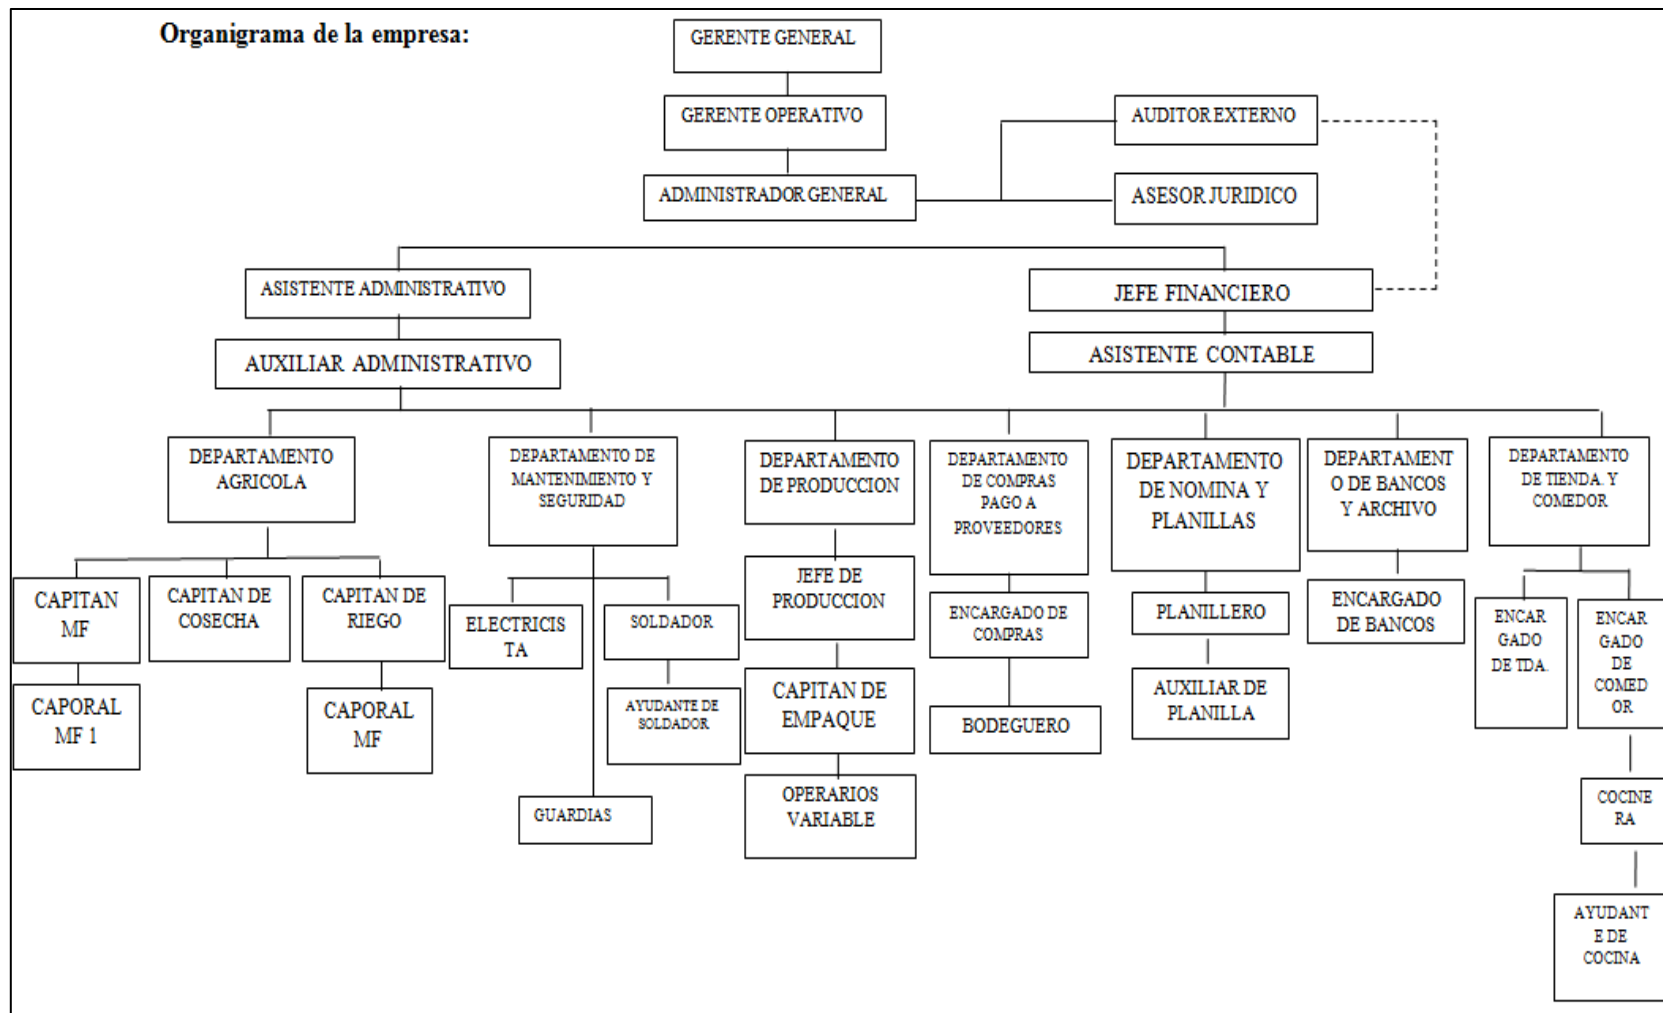 Organigrama de la empresa:
GERENTE GENERAL
GERENTE OPERATIVO
AUDITOR EXTERNO
ADMINISTRADOR GENERAL
ASESOR JURIDICO
ASISTENTE ADMINISTRATIVO
JEFE FINANCIERO
AUXILIAR ADMINISTRATIVO
ASISTENTE CONTABLE
DEPARTAMENTO
AGRICOLA
DEPARTAMENTO DE
MANTENIMIENTO Y
SEGURIDAD
DEPARTAMENTO
DE PRODUCCION
DEPARTAMENTO
DE COMPRAS
PAGO A
PROVEEDORES
DEPARTAMENTO
DE NOMINA Y
PLANILLAS
DEPARTAMENT
O DE BANCOS
Y ARCHIVO
DEPARTAMENTO
DE TIENDA. Y
COMEDOR
CAPITAN
MF
CAPITAN DE
COSECHA
CAPITAN DE
RIEGO
ELECTRICIS
TA
SOLDADOR
JEFE DE
PRODUCCION
ENCARGADO DE
COMPRAS
PLANILLERO
ENCARGADO
DE BANCOS
ENCAR
GADO
DE TDA.
ENCAR
GADO
DE
COMED
OR
CAPORAL
MF 1
CAPORAL
MF
AYUDANTE DE
SOLDADOR
CAPITAN DE
EMPAQUE
BODEGUERO
AUXILIAR DE
PLANILLA
GUARDIAS
OPERARIOS
VARIABLE
COCINE
RA
AYUDANT
E DE
COCINA